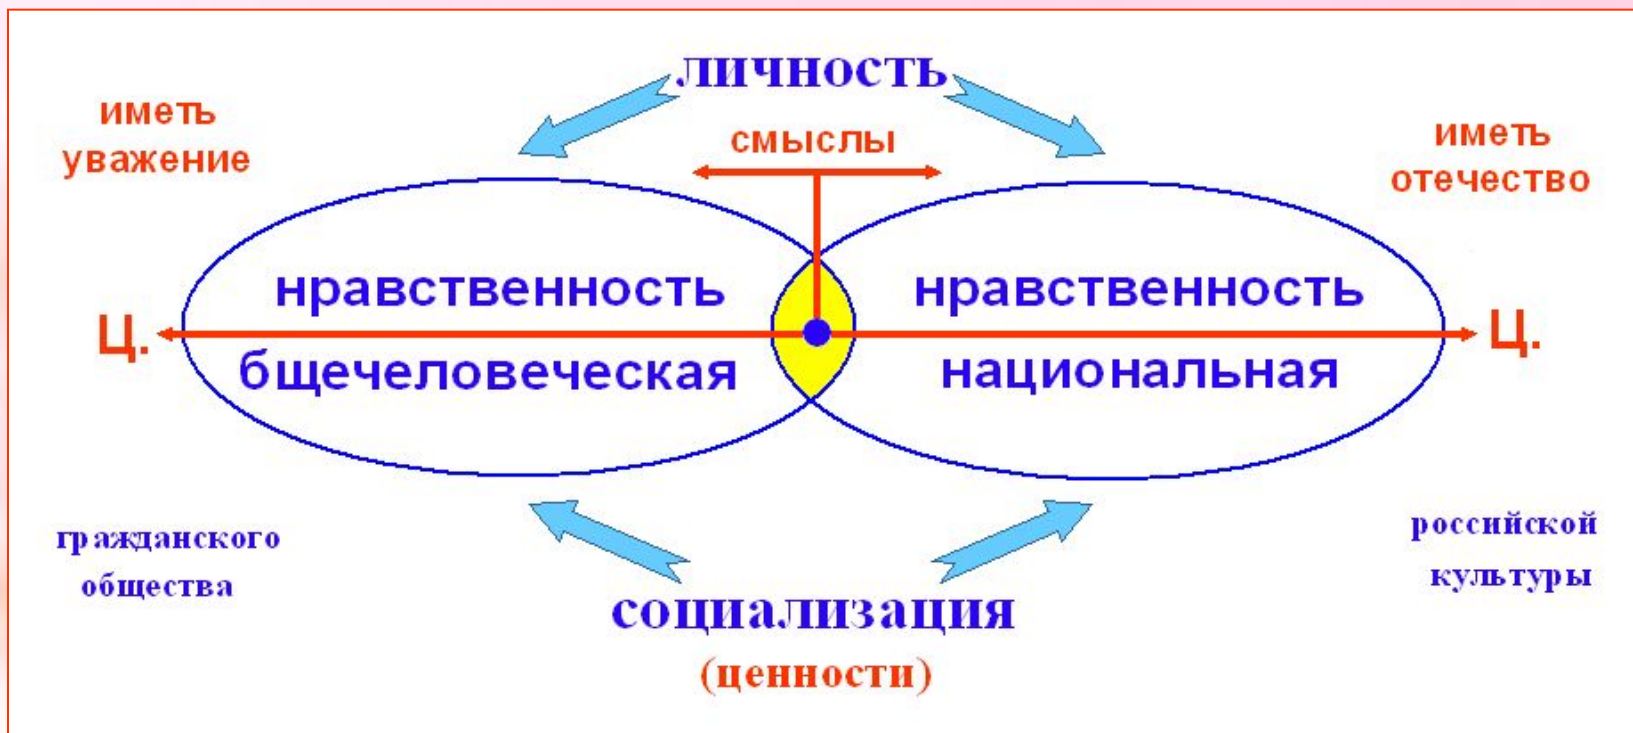 личность
смыслы
иметь
уважение
иметь
отечество
нравственность
бщечеловеческая
нравственность
национальная
Ц.
Ц.
гражданского
общества
российской
культуры
социализация
(ценности)